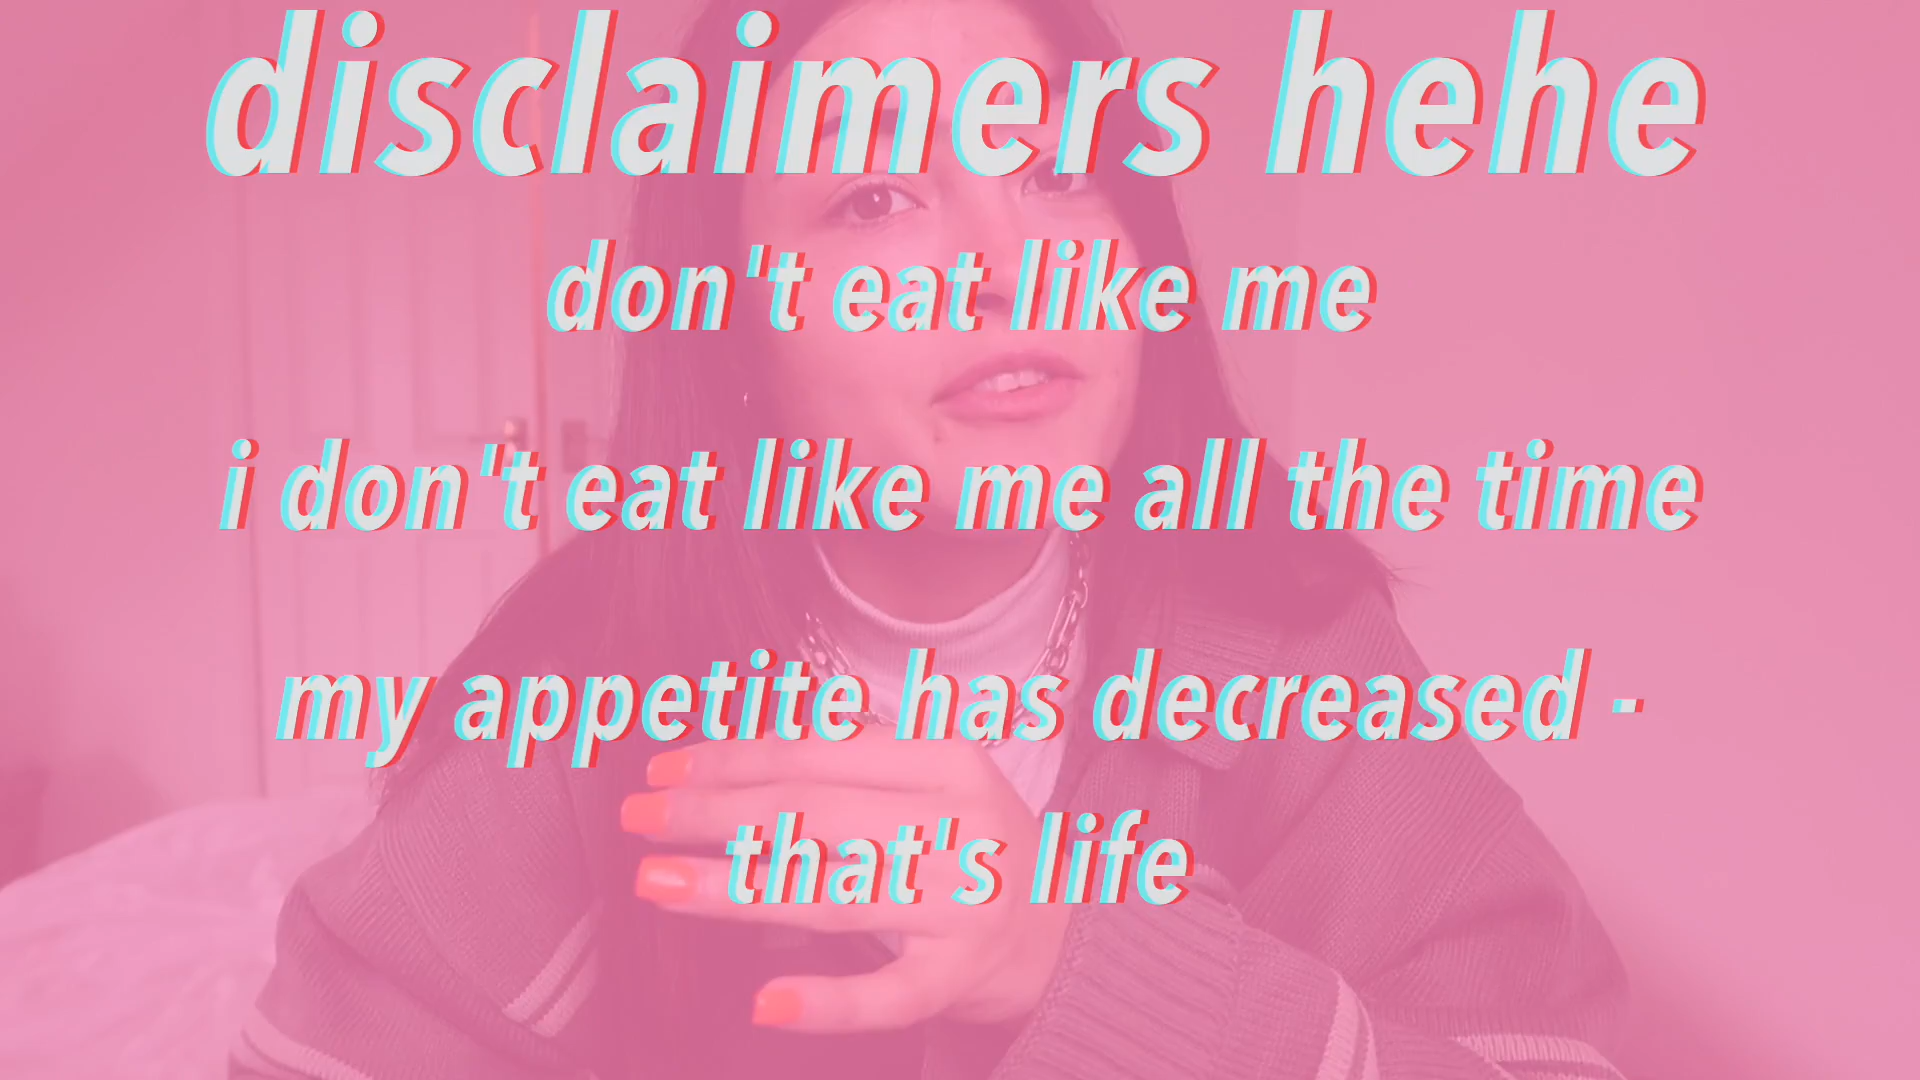 disclaimers hehe
don't eat like me
i don't eat like me all the time
my appetite has decreased -
that's life